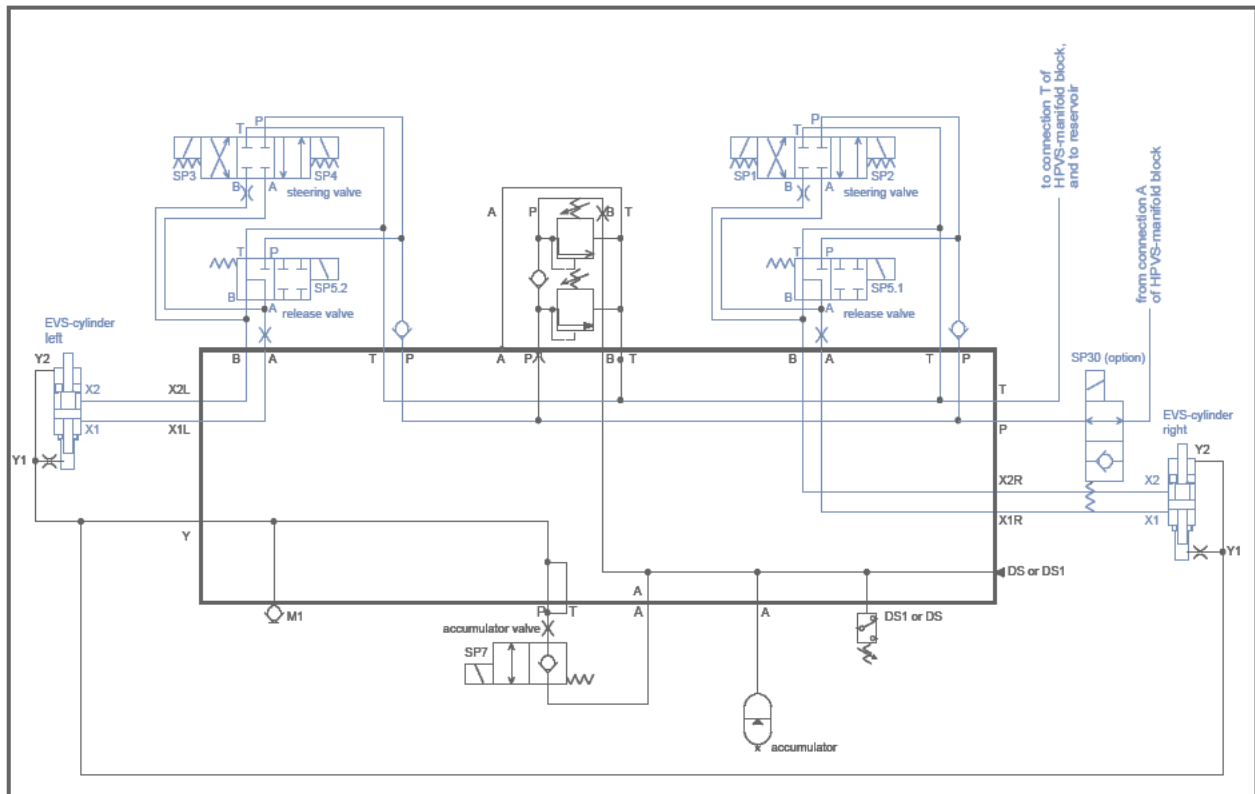 to connection T of
HPVS-manifold block,
and to reservoir
from connection A
of HPVS-manifold block
T P
SP3 SP4
B A
steering valve
T P
SP1 SP2
B A
steering valve
A P B T
T P
SP5.2
B A
release valve
T P
SP5.1
B A
release valve
EVS-cylinder
left
Y2
X2
X1
Y1
X2L
X1L
B A T P
A P B T
B A T P
SP30 (option)
T
P
EVS-cylinder
right
Y2
X2
X1
Y1
X2R
X1R
Y
DS or DS1
M1
P T
A
A
A
DS1 or DS
accumulator valve
SP7
accumulator